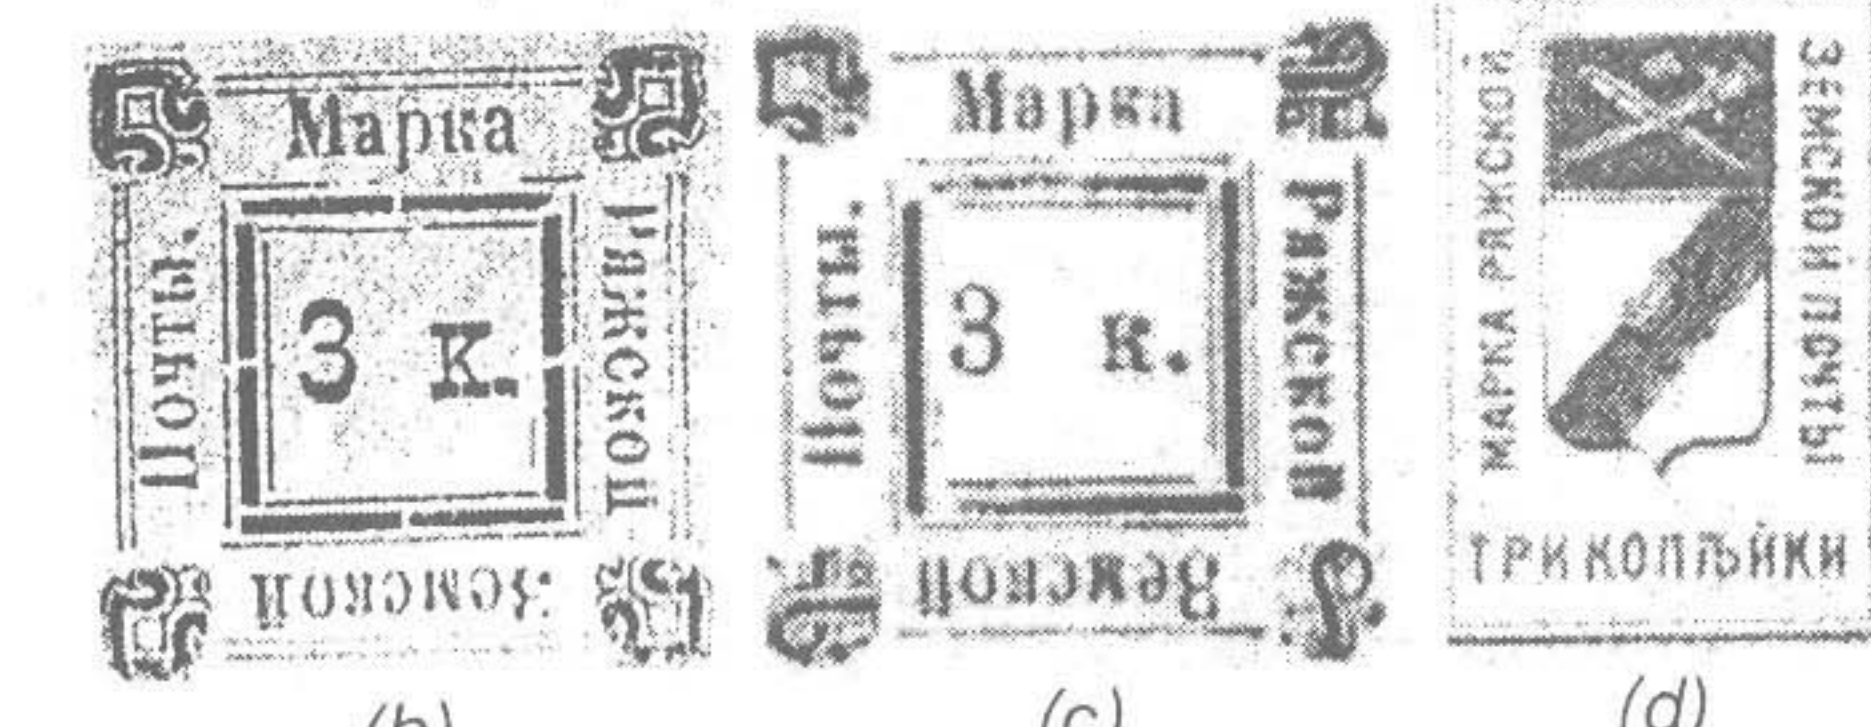 Марка
Ряжской
Земской
Почты.
3 к.
(b)
Марка
Ряжской
Земской
Почты.
3 к.
(c)
МАРКА РЯЖСКОЙ
ЗЕМСКОЙ ПОЧТЫ
ТРИ КОПѢЙКИ
(d)